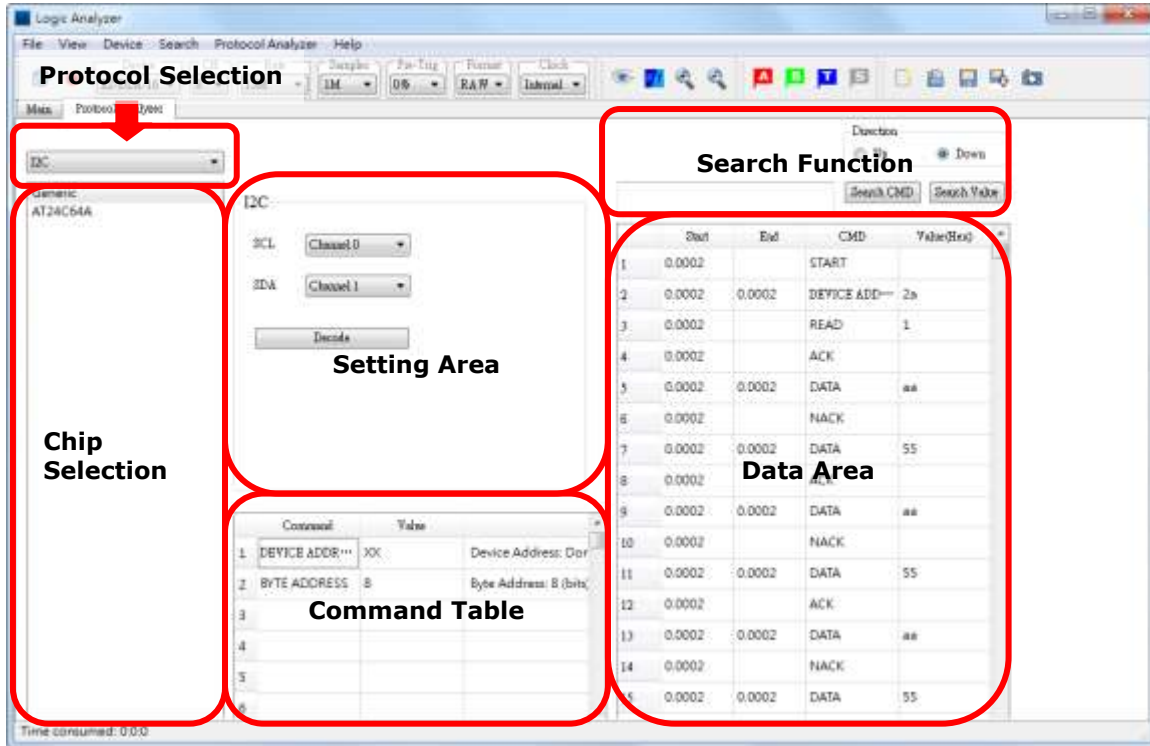 Logic Analyzer
File View Device Search Protocol Analyzer Help
Protocol Selection
Samples Pre-Trig Format Clock
1M 0% RAW Internal
Main Protocol
I2C
Generic
AT24C64A
Chip
Selection
I2C
SCL Channel 0
SDA Channel 1
Decode
Setting Area
Command Value
1 DEVICE ADDR··· XX Device Address: Don
2 BYTE ADDRESS 8 Byte Address: 8 (bits)
3
4
5
6
Command Table
Direction
Up Down
Search Function
Search CMD Search Value
Start End CMD Value(Hex)
1 0.0002 START
2 0.0002 0.0002 DEVICE ADD··· 2a
3 0.0002 READ 1
4 0.0002 ACK
5 0.0002 0.0002 DATA aa
6 0.0002 NACK
7 0.0002 0.0002 DATA 55
Data Area
8 0.0002 ACK
9 0.0002 0.0002 DATA aa
10 0.0002 NACK
11 0.0002 0.0002 DATA 55
12 0.0002 ACK
13 0.0002 0.0002 DATA aa
14 0.0002 NACK
15 0.0002 0.0002 DATA 55
Time consumed: 0:0:0